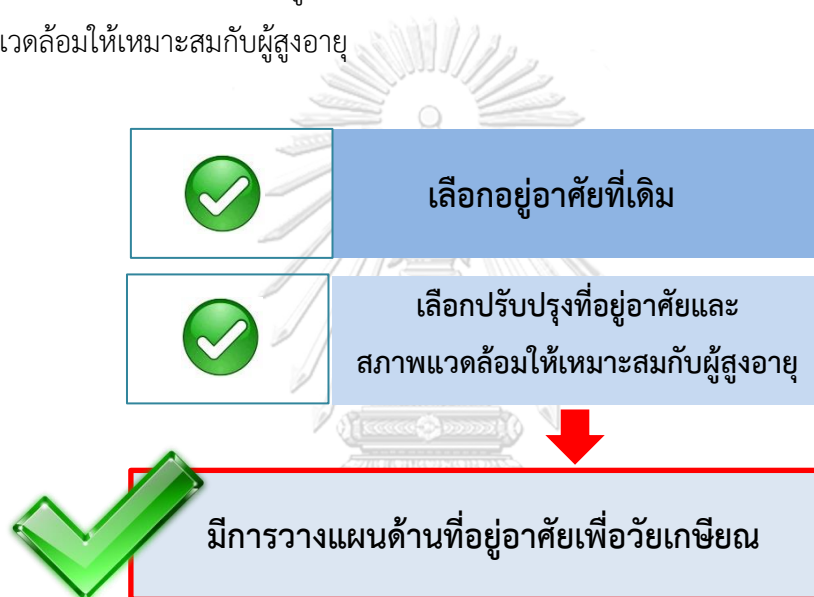 แวดล้อมให้เหมาะสมกับผู้สูงอายุ
เลือกอยู่อาศัยที่เดิม
เลือกปรับปรุงที่อยู่อาศัยและ
สภาพแวดล้อมให้เหมาะสมกับผู้สูงอายุ
มีการวางแผนด้านที่อยู่อาศัยเพื่อวัยเกษียณ